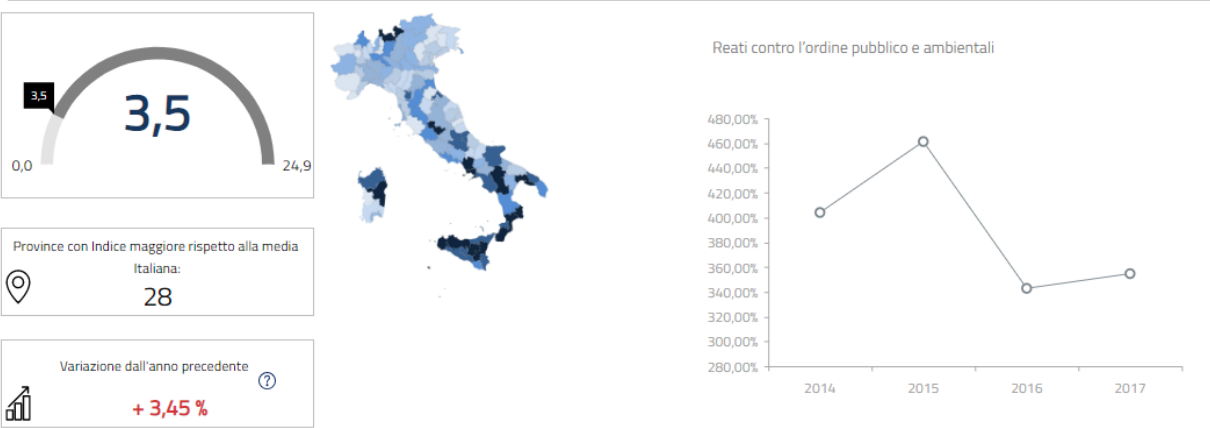 3,5
3,5
0,0
24,9
Province con Indice maggiore rispetto alla media
Italiana:
28
Variazione dall'anno precedente
?
+ 3,45 %
Reati contro l'ordine pubblico e ambientali
480,00%
460,00%
440,00%
420,00%
400,00%
380,00%
360,00%
340,00%
320,00%
300,00%
280,00%
2014 2015 2016 2017